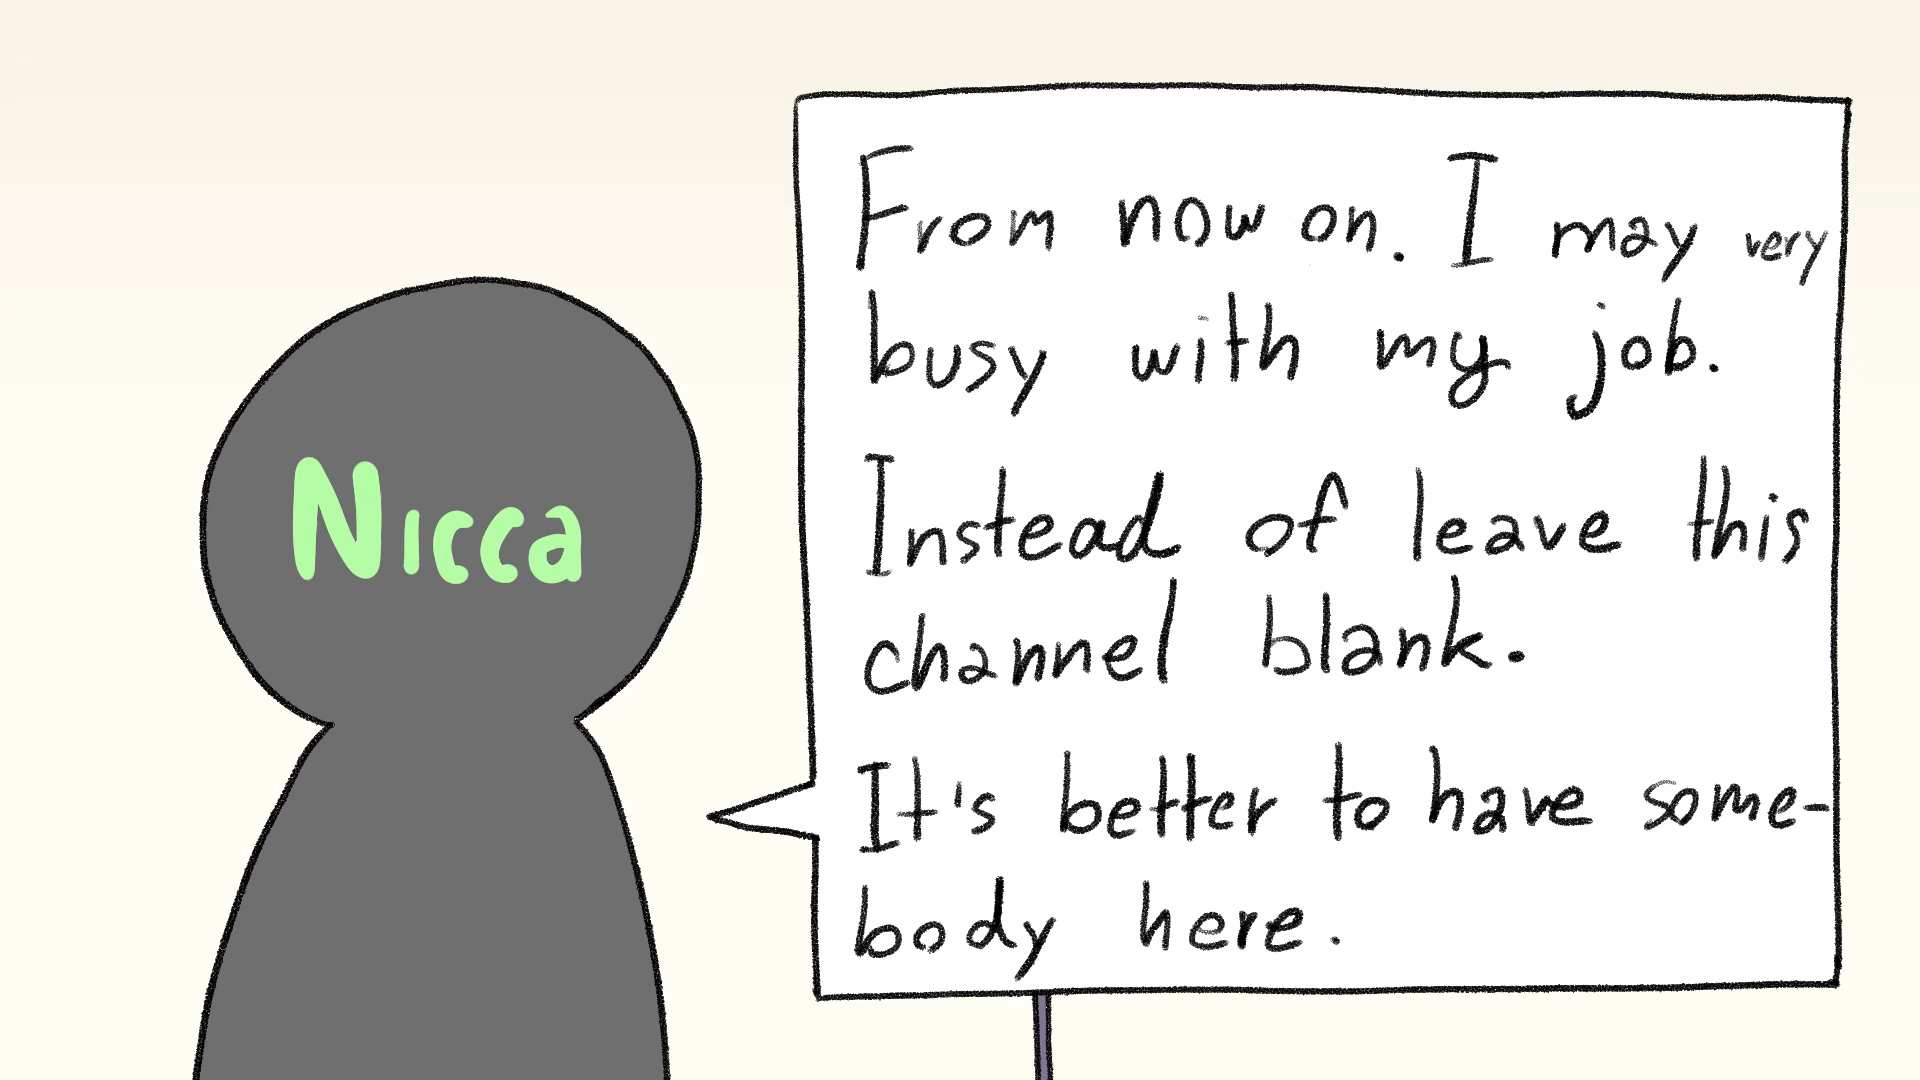 Nicca
From now on. I may very
busy with my job.
Instead of leave this
channel blank.
It's better to have some-
body here.